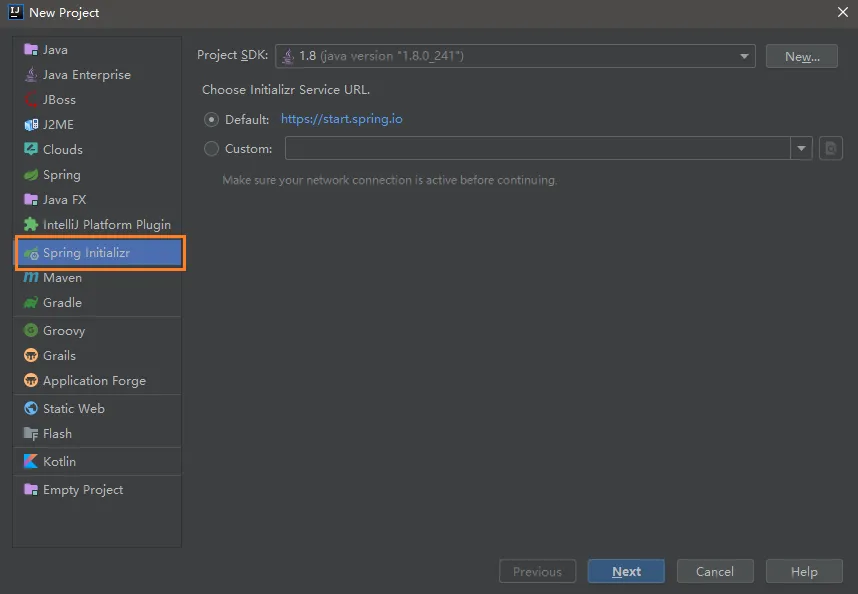 New Project
Java
Java Enterprise
JBoss
J2ME
Clouds
Spring
Java FX
IntelliJ Platform Plugin
Spring Initializr
Maven
Gradle
Groovy
Grails
Application Forge
Static Web
Flash
Kotlin
Empty Project
Project SDK: 1.8 (java version "1.8.0_241") New...
Choose Initializr Service URL.
Default: https://start.spring.io
Custom:
Make sure your network connection is active before continuing.
Previous Next Cancel Help